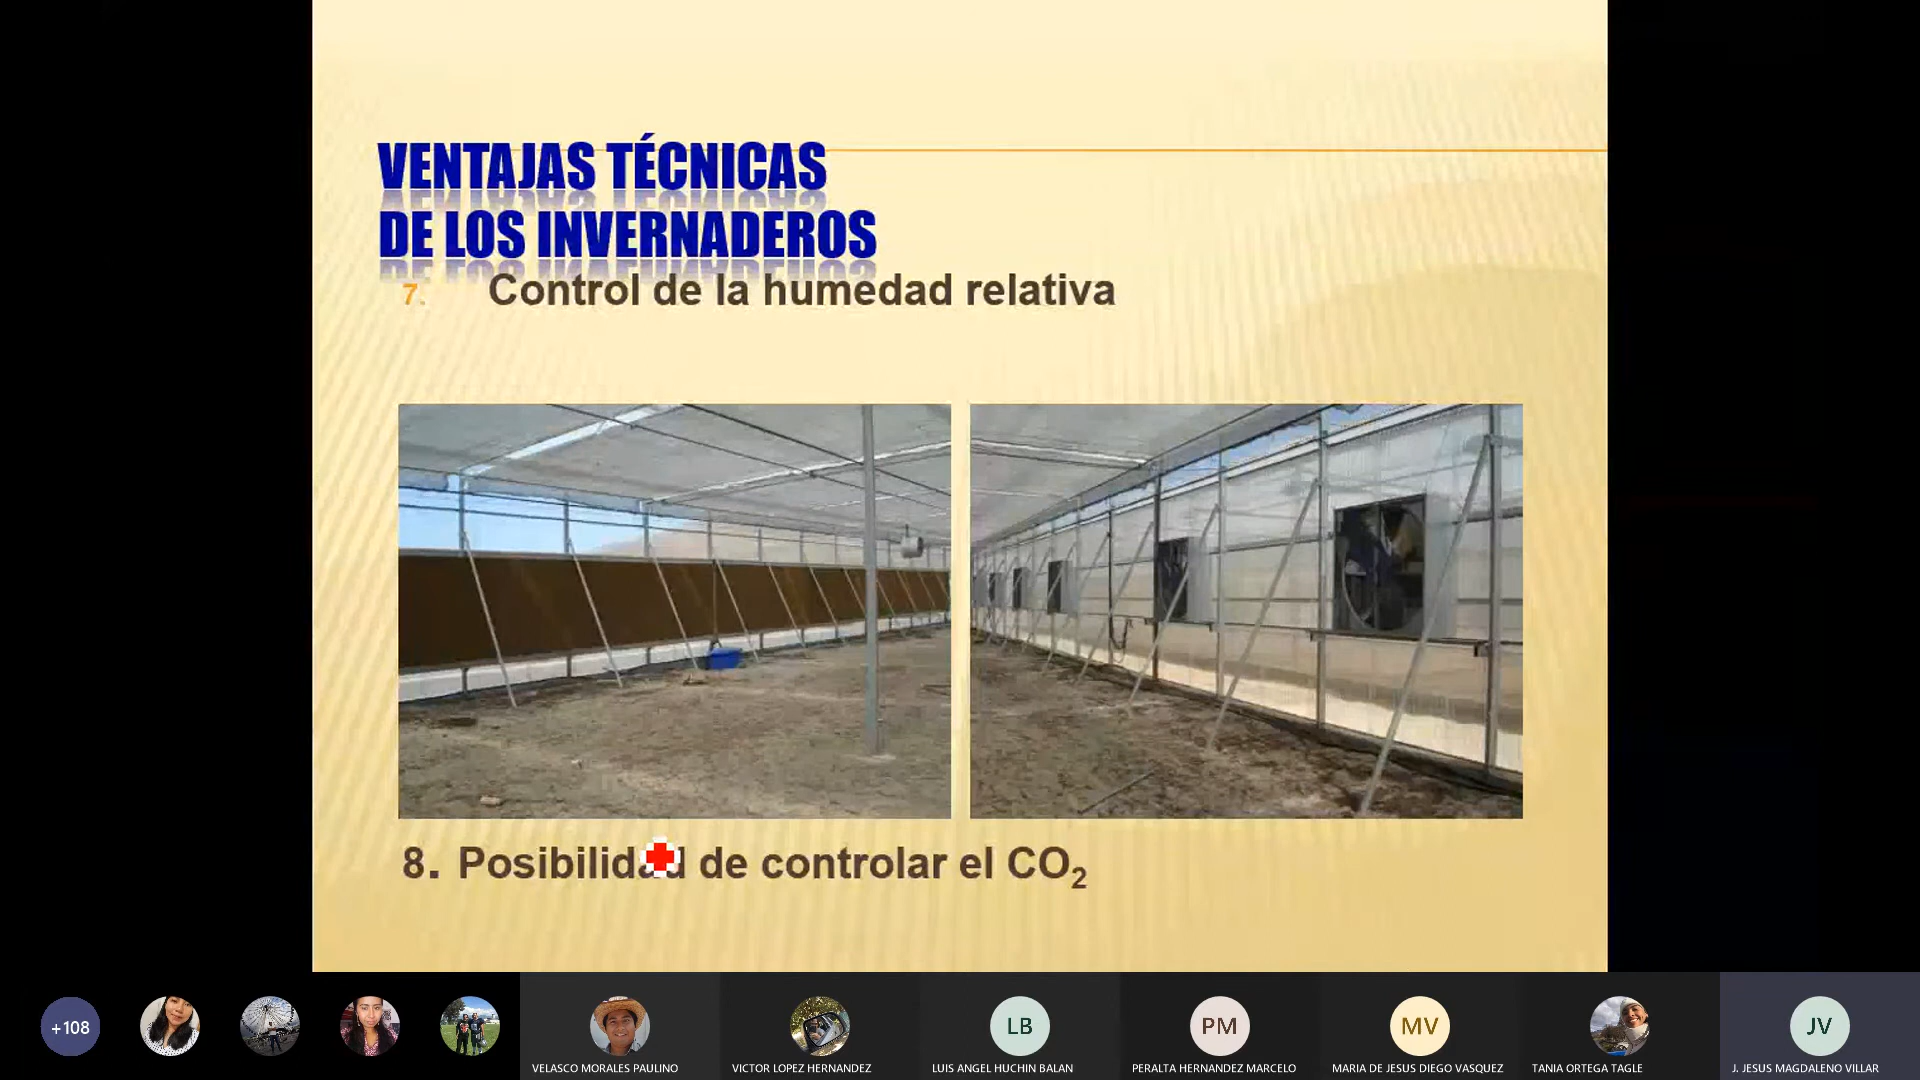 VENTAJAS TÉCNICAS
DE LOS INVERNADEROS
7. Control de la humedad relativa
8. Posibilidad de controlar el CO₂
+108
LB
PM
MV
JV
VELASCO MORALES PAULINO
VICTOR LOPEZ HERNANDEZ
LUIS ANGEL HUCHIN BALAN
PERALTA HERNANDEZ MARCELO
MARIA DE JESUS DIEGO VASQUEZ
TANIA ORTEGA TAGLE
J. JESUS MAGDALENO VILLAR